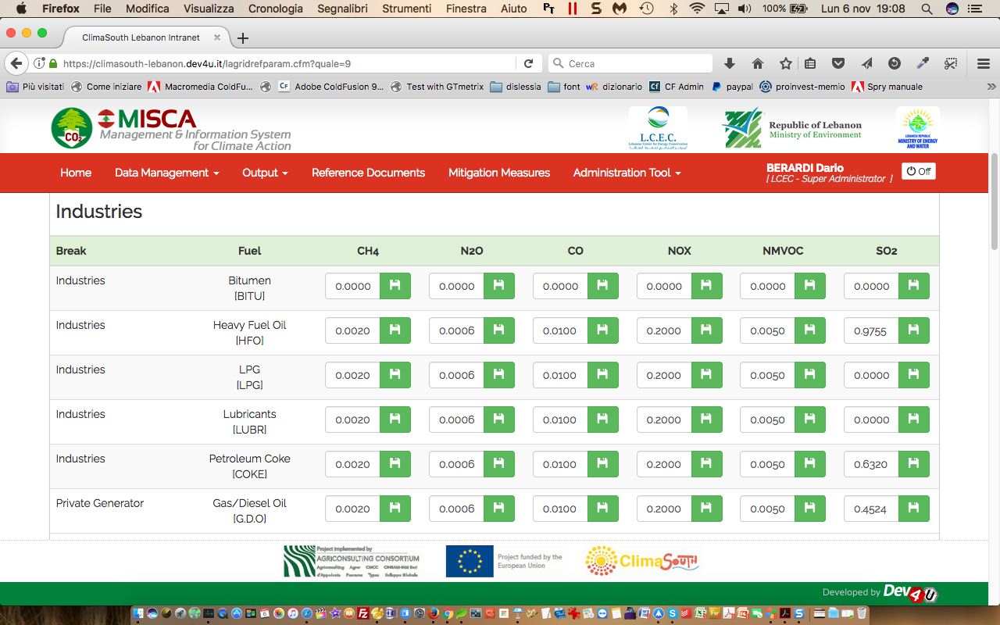 Firefox File Modifica Visualizza Cronologia Segnalibri Strumenti Finestra Aiuto 100% Lun 6 nov 19:08
ClimaSouth Lebanon Intranet
https://climasouth-lebanon.dev4u.it/lagridrefparam.cfm?quale=9 Cerca
Più visitati Come iniziare Macromedia ColdFu... Adobe ColdFusion 9... Test with GTmetrix dislessia font dizionario CF Admin paypal proinvest-memio Spry manuale
CO2 MISCA
Management & Information System
for Climate Action
L.C.E.C.
Lebanese Center for Energy Conservation
Republic of Lebanon
Ministry of Environment
LEBANESE REPUBLIC
MINISTRY OF ENERGY
AND WATER
Home Data Management Output Reference Documents Mitigation Measures Administration Tool
BERARDI Dario
[ LCEC - Super Administrator ]
Off
Industries
Break Fuel CH4 N2O CO NOX NMVOC SO2
Industries Bitumen
[BITU] 0.0000 0.0000 0.0000 0.0000 0.0000 0.0000
Industries Heavy Fuel Oil
[HFO] 0.0020 0.0006 0.0100 0.2000 0.0050 0.9755
Industries LPG
[LPG] 0.0020 0.0006 0.0100 0.2000 0.0050 0.0000
Industries Lubricants
[LUBR] 0.0020 0.0006 0.0100 0.2000 0.0050 0.0000
Industries Petroleum Coke
[COKE] 0.0020 0.0006 0.0100 0.2000 0.0050 0.6320
Private Generator Gas/Diesel Oil
[G.D.O] 0.0020 0.0006 0.0100 0.2000 0.0050 0.4524
Project implemented by
AGRICONSULTING CONSORTIUM
Project funded by the
European Union
ClimaSouth
Developed by Dev4U